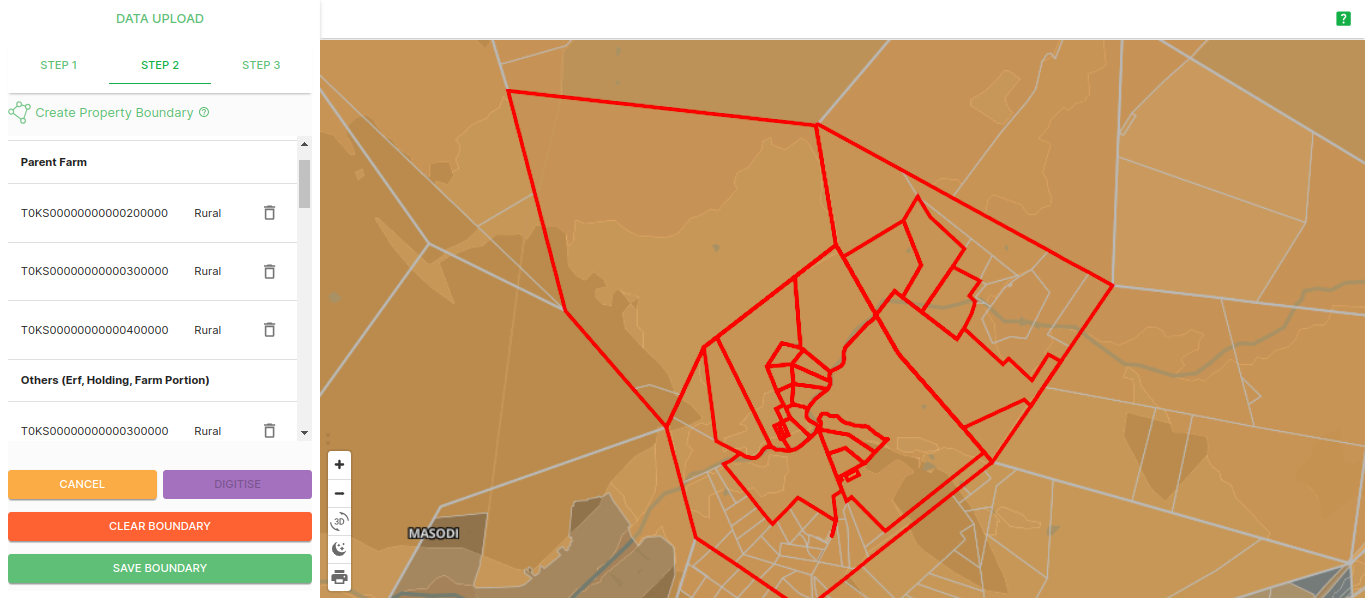 DATA UPLOAD
STEP 1 STEP 2 STEP 3
Create Property Boundary ?
Parent Farm
T0KS00000000000200000 Rural
T0KS00000000000300000 Rural
T0KS00000000000400000 Rural
Others (Erf, Holding, Farm Portion)
T0KS00000000000300000 Rural
CANCEL DIGITISE
CLEAR BOUNDARY
SAVE BOUNDARY
?
+
−
3D
MASODI